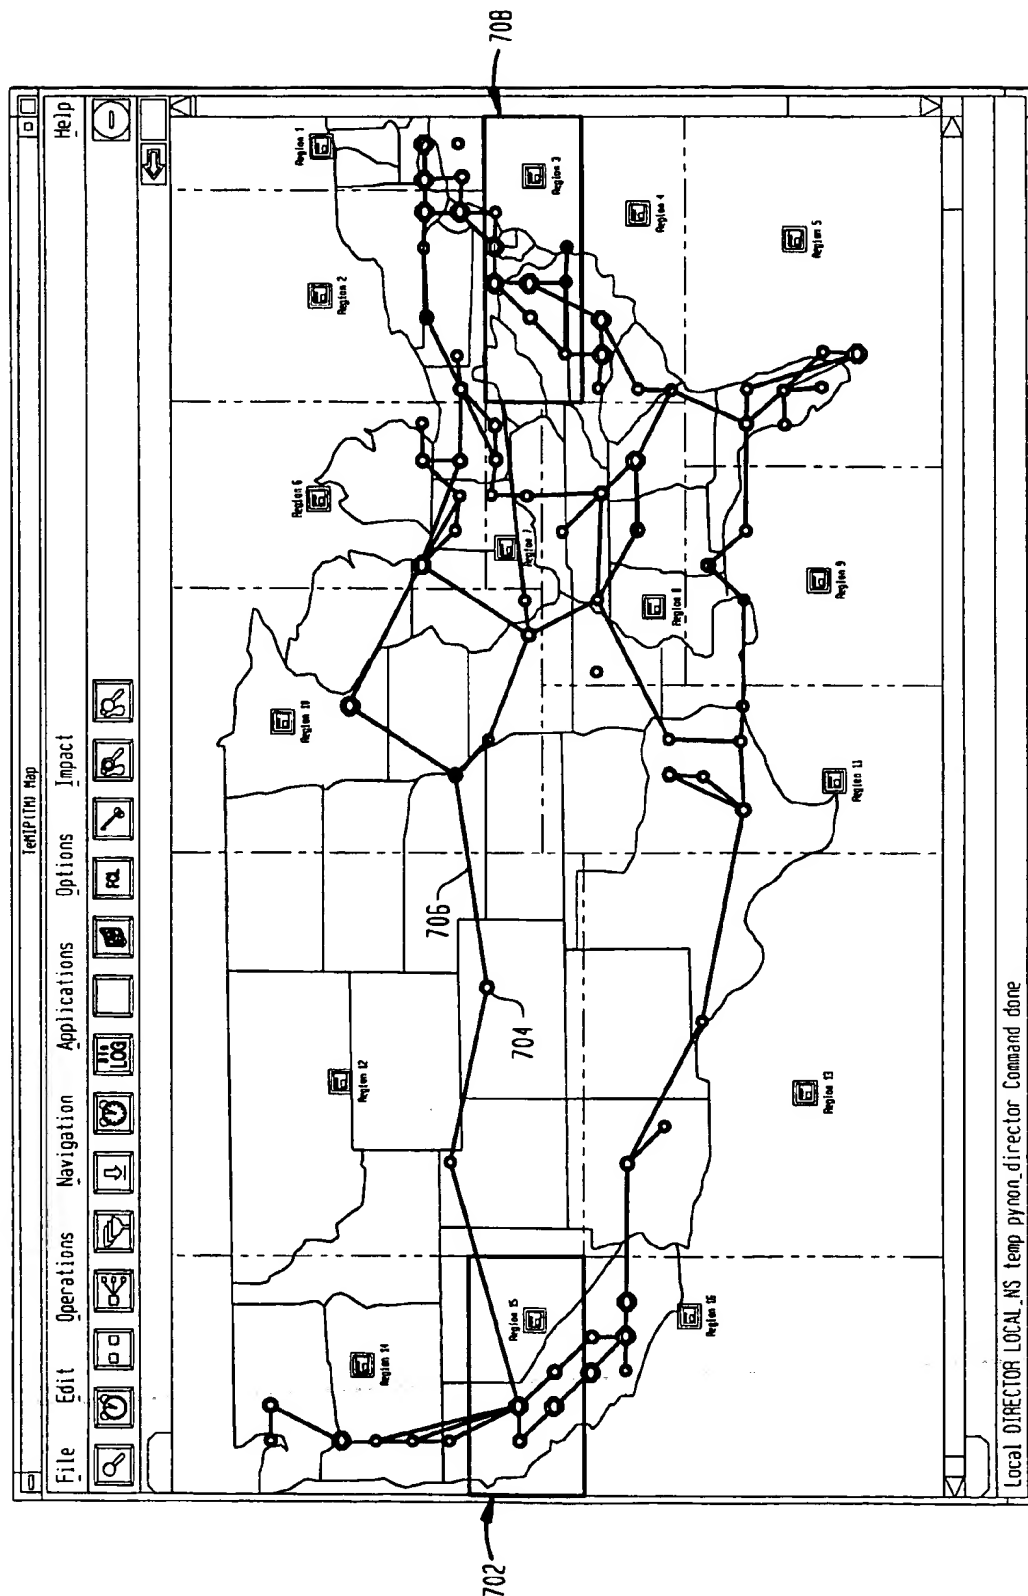 TeMIP(TM) Map
File Edit Operations Navigation Applications Options Impact Help
LOG
FCL
Region 1
Region 2
Region 3
Region 4
Region 5
Region 6
Region 7
Region 8
Region 9
Region 10
Region 11
Region 12
Region 13
Region 14
Region 15
Region 16
702
704
706
708
Local DIRECTOR LOCAL_NS temp pynon_director Command done